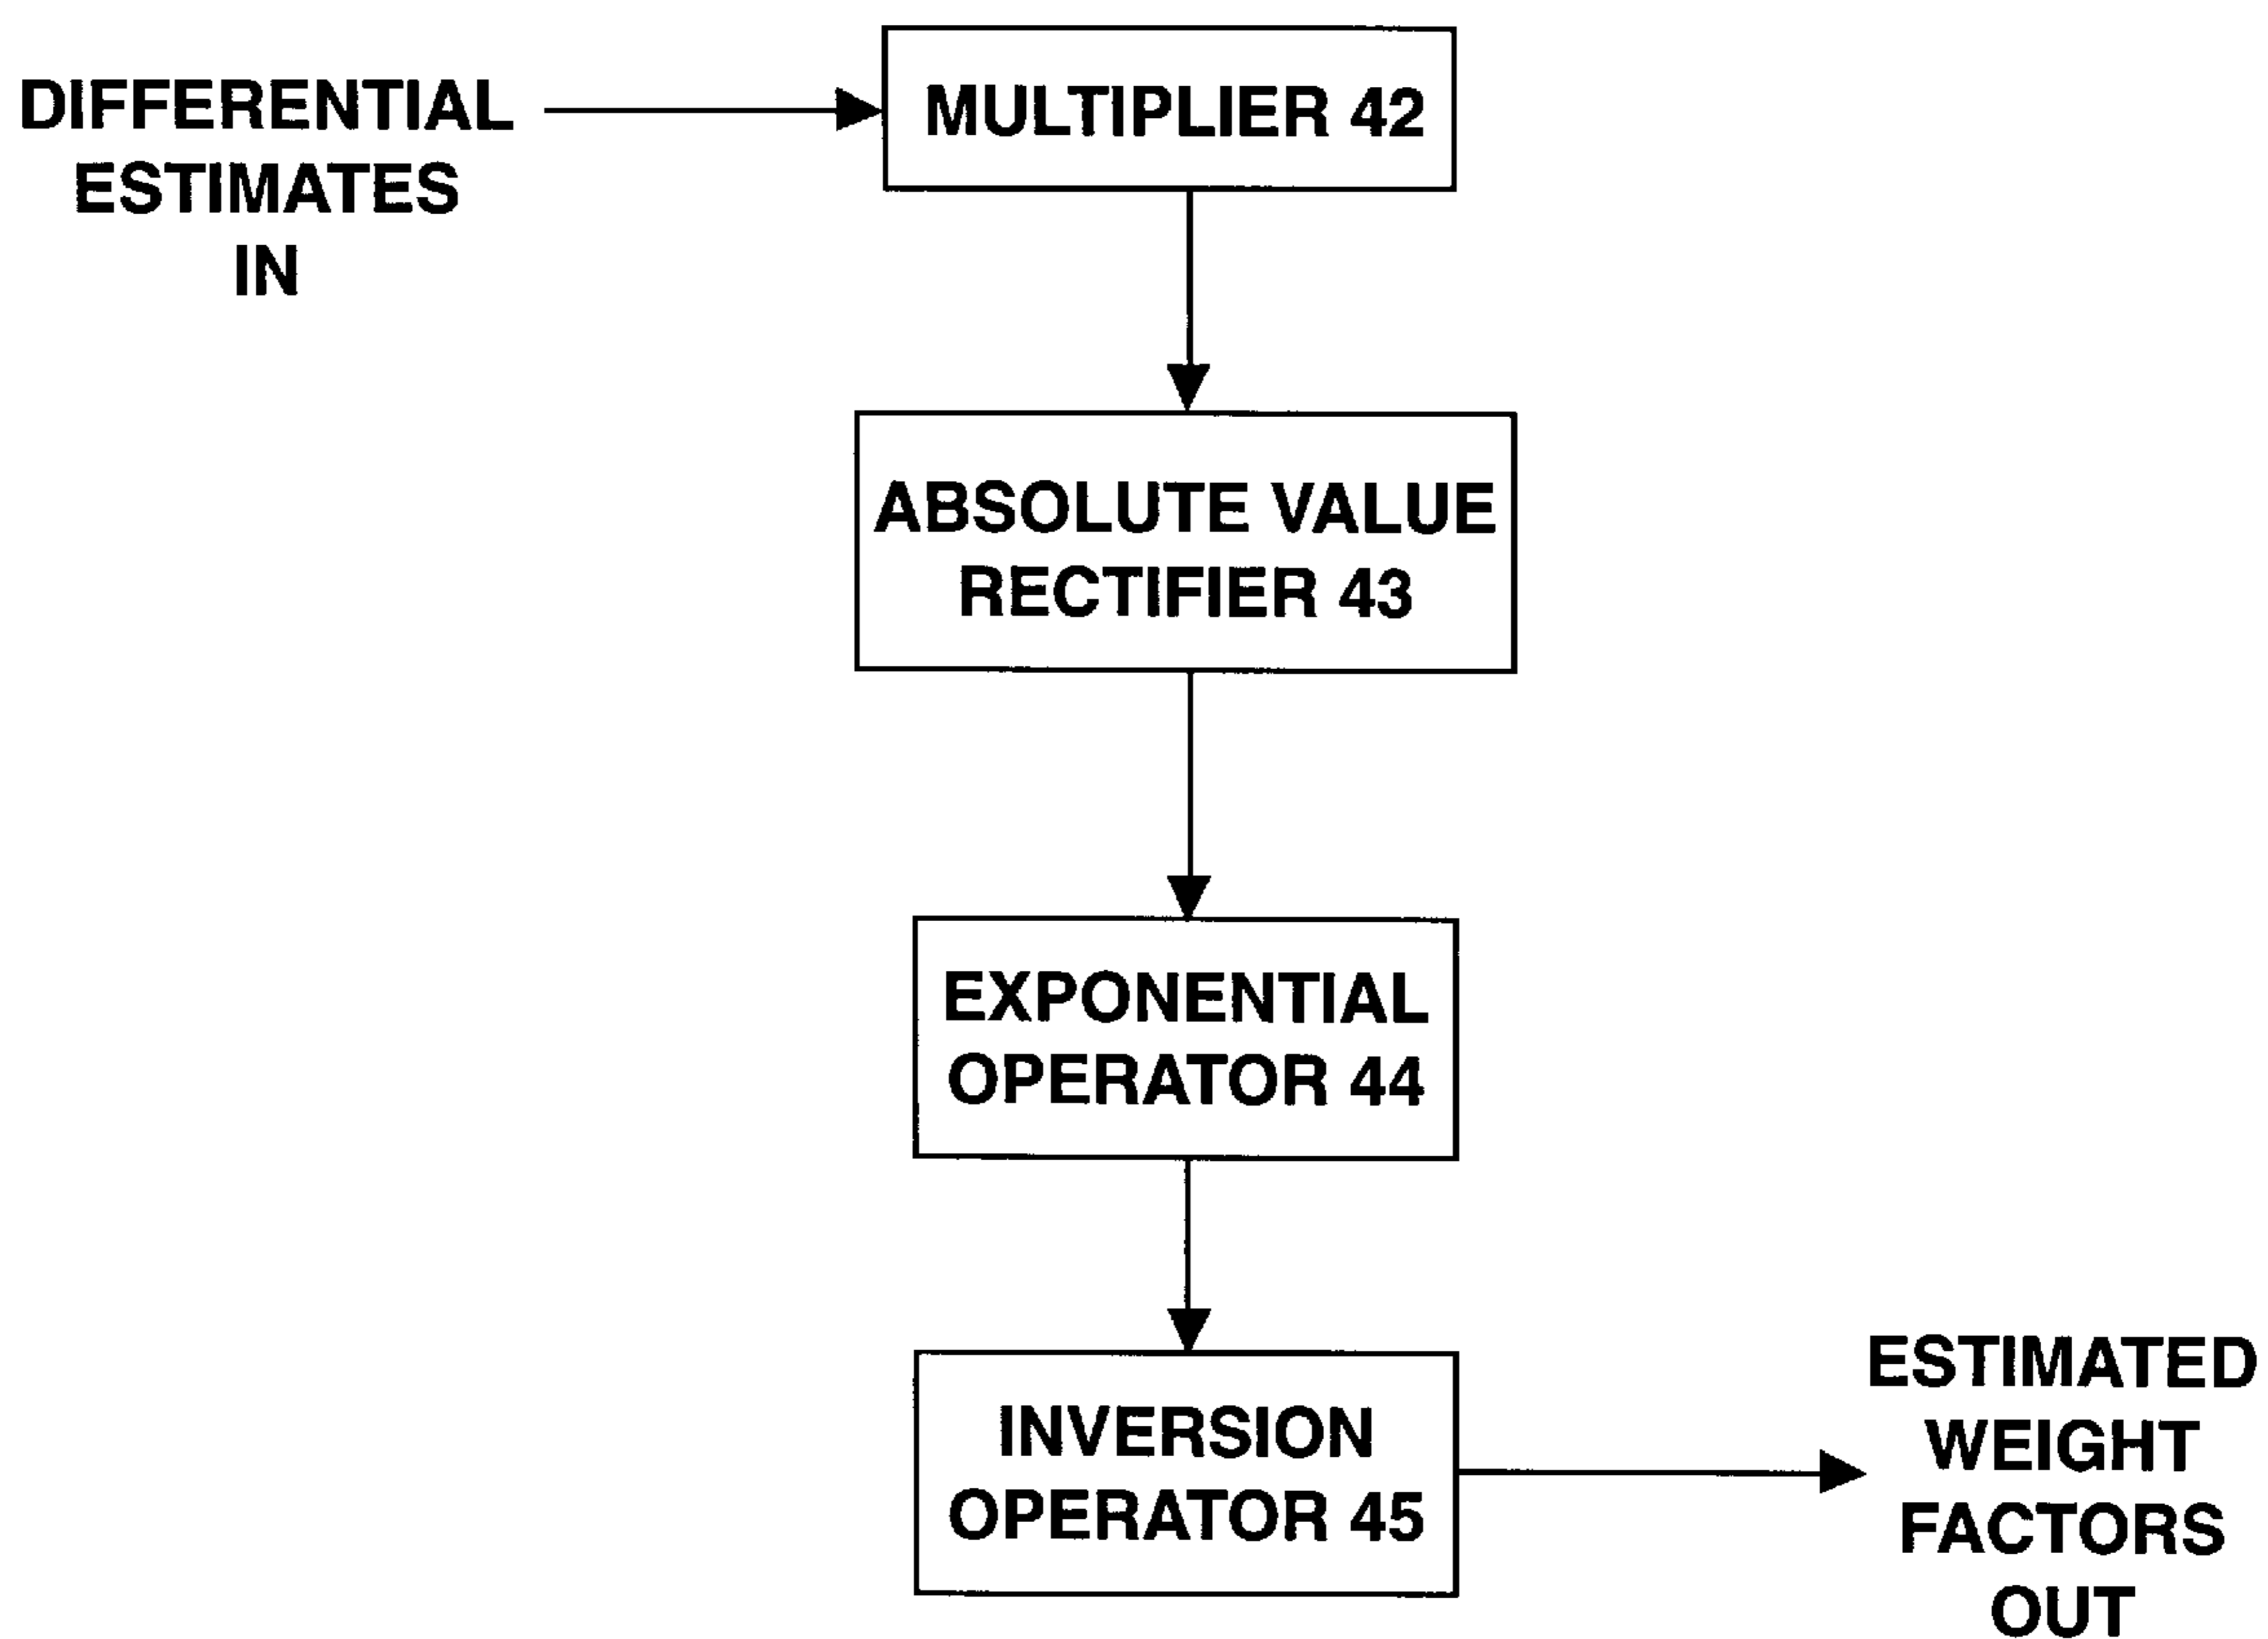 DIFFERENTIAL
ESTIMATES
IN
MULTIPLIER 42
ABSOLUTE VALUE
RECTIFIER 43
EXPONENTIAL
OPERATOR 44
INVERSION
OPERATOR 45
ESTIMATED
WEIGHT
FACTORS
OUT